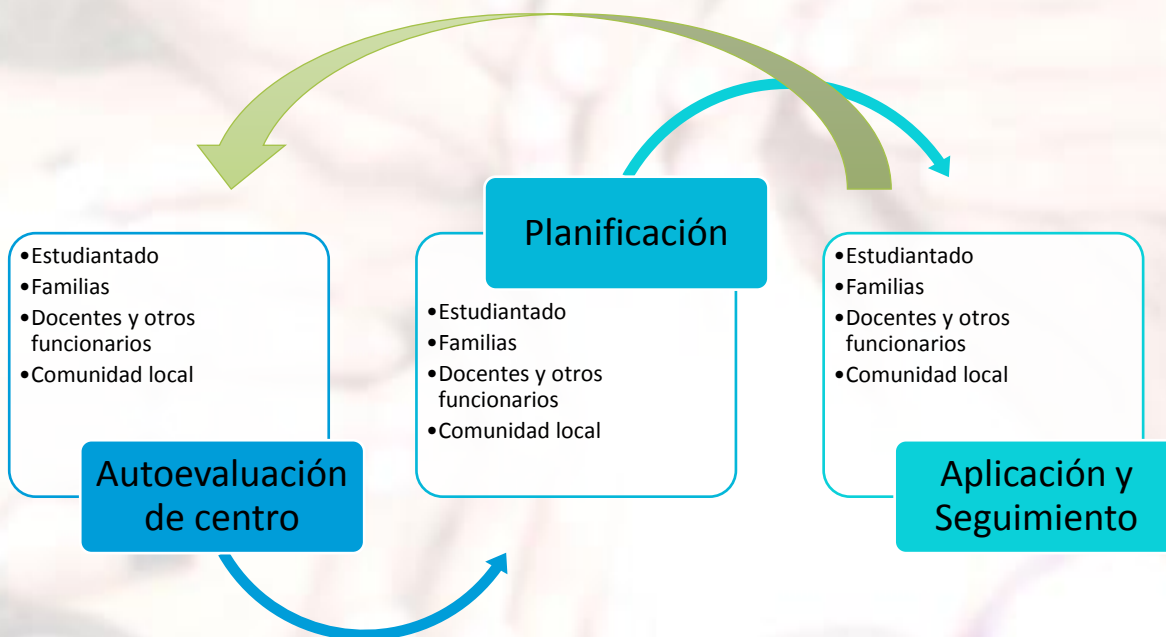 •Estudiantado
•Familias
•Docentes y otros
funcionarios
•Comunidad local
Autoevaluación
de centro
Planificación
•Estudiantado
•Familias
•Docentes y otros
funcionarios
•Comunidad local
•Estudiantado
•Familias
•Docentes y otros
funcionarios
•Comunidad local
Aplicación y
Seguimiento